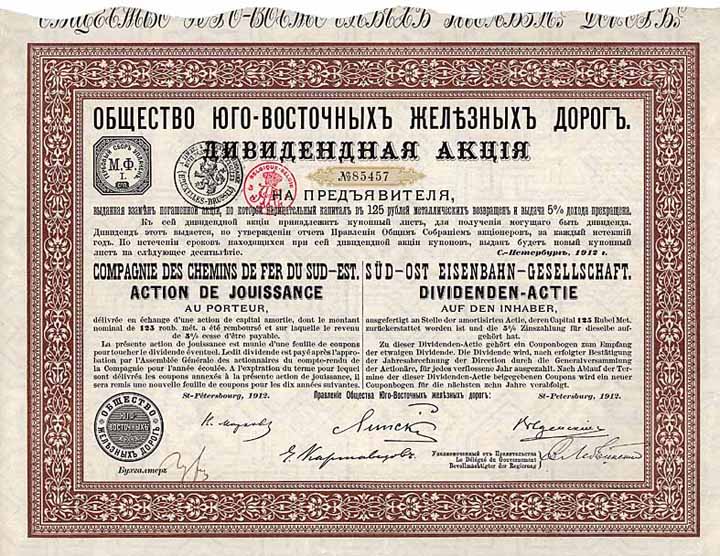 ОБЩЕСТВО ЮГО-ВОСТОЧНЫХЪ ЖЕЛѢЗНЫХЪ ДОРОГЪ.
ДИВИДЕНДНАЯ АКЦІЯ
М.Ф.
I.
BRUXELLES-BRUSSEL
BELGIQUE-BELGIE
№85457
НА ПРЕДЪЯВИТЕЛЯ,
выданная взамѣнъ погашенной акціи, по которой нарицательный капиталъ въ 125 рублей металлическихъ возвращенъ и выдача 5% дохода прекращена.
Къ сей дивидендной акціи принадлежитъ купонный листъ, для полученія могущаго быть дивиденда.
Дивидендъ этотъ выдается, по утвержденіи отчета Правленія Общимъ Собраніемъ акціонеровъ, за каждый истекшій
годъ. По истеченіи сроковъ находящихся при сей дивидендной акціи купоновъ, выданъ будетъ новый купонный
листъ на слѣдующее десятилѣтіе.
С.-Петербургъ, 1912 г.
COMPAGNIE DES CHEMINS DE FER DU SUD-EST.
ACTION DE JOUISSANCE
AU PORTEUR,
délivrée en échange d'une action de capital amortie, dont le montant
nominal de 125 roub. mét. a été remboursé et sur laquelle le revenu
de 5% cesse d'être payable.
La présente action de jouissance est munie d'une feuille de coupons
pour toucher le dividende éventuel. Ledit dividende est payé après l'appro-
bation par l'Assemblée Générale des actionnaires du compte-rendu de
la Compagnie pour l'année écoulée. A l'expiration du terme pour lequel
sont délivrés les coupons annexés à la présente action de jouissance, il
sera remis une nouvelle feuille de coupons pour les dix années suivantes.
St-Pétersbourg, 1912.
SÜD-OST EISENBAHN-GESELLSCHAFT.
DIVIDENDEN-ACTIE
AUF DEN INHABER,
ausgefertigt an Stelle der amortisirten Actie, deren Capital 125 Rubel Met.
zurückerstattet worden ist und die 5% Zinszahlung für dieselbe auf-
gehört hat.
Zu dieser Dividenden-Actie gehört ein Couponbogen zum Empfang
der etwaigen Dividende. Die Dividende wird, nach erfolgter Bestätigung
der Jahresabrechnung der Direction durch die Generalversammlung
der Actionäre, für jedes verflossene Jahr ausgezahlt. Nach Ablauf der Ter-
mine der dieser Dividenden-Actie beigegebenen Coupons wird ein neuer
Couponbogen für die nächsten zehn Jahre verabfolgt.
St-Petersburg, 1912.
Правленіе Общества Юго-Восточныхъ желѣзныхъ дорогъ:
ОБЩЕСТВО
ЮГО-
ВОСТОЧНЫХЪ
ЖЕЛѢЗНЫХЪ ДОРОГЪ
Бухгалтеръ
Уполномоченный отъ Правительства
Le Délégué du Gouvernement
Bevollmächtigter der Regierung